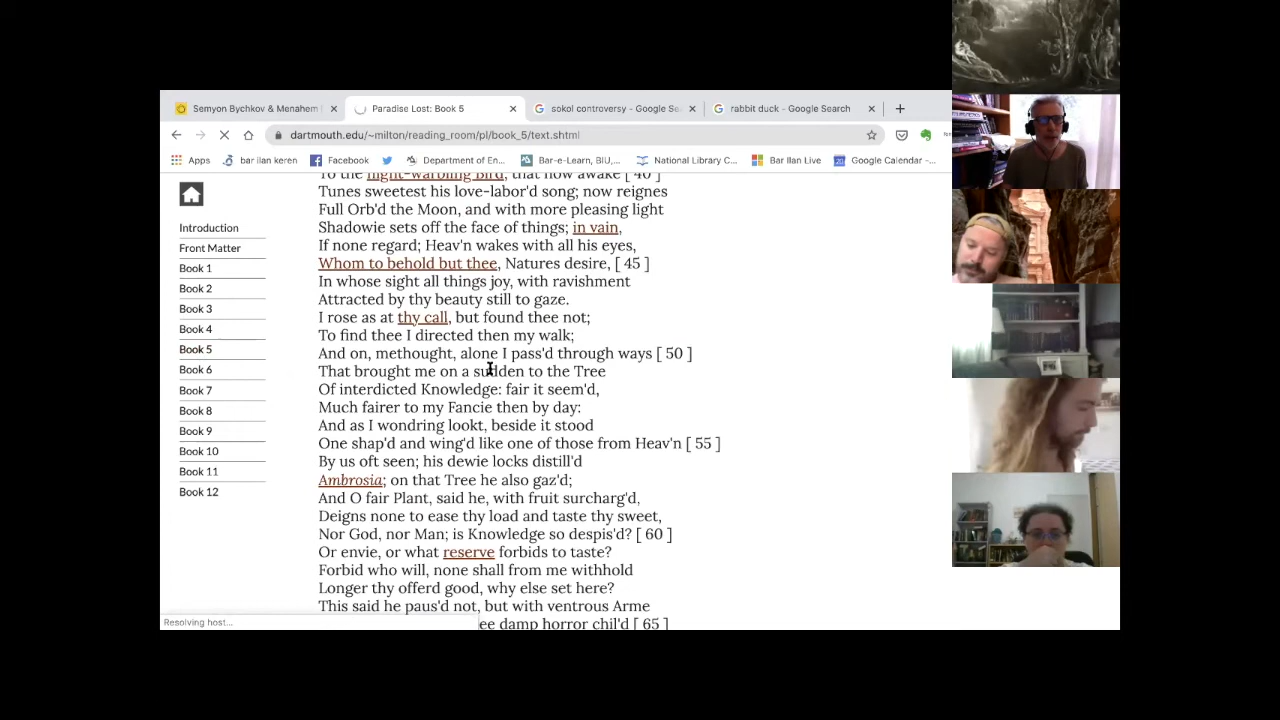 Semyon Bychkov & Menahem
Paradise Lost: Book 5
sokol controversy - Google Se
rabbit duck - Google Search
dartmouth.edu/~milton/reading_room/pl/book_5/text.shtml
Apps
bar ilan keren
Facebook
Department of En...
Bar-e-Learn, BIU,...
National Library C...
Bar Ilan Live
Google Calendar -...
Introduction
Front Matter
Book 1
Book 2
Book 3
Book 4
Book 5
Book 6
Book 7
Book 8
Book 9
Book 10
Book 11
Book 12
To the night-warbling Bird, that now awake [ 40 ]
Tunes sweetest his love-labor'd song; now reignes
Full Orb'd the Moon, and with more pleasing light
Shadowie sets off the face of things; in vain,
If none regard; Heav'n wakes with all his eyes,
Whom to behold but thee, Natures desire, [ 45 ]
In whose sight all things joy, with ravishment
Attracted by thy beauty still to gaze.
I rose as at thy call, but found thee not;
To find thee I directed then my walk;
And on, methought, alone I pass'd through ways [ 50 ]
That brought me on a sudden to the Tree
Of interdicted Knowledge: fair it seem'd,
Much fairer to my Fancie then by day:
And as I wondring lookt, beside it stood
One shap'd and wing'd like one of those from Heav'n [ 55 ]
By us oft seen; his dewie locks distill'd
Ambrosia; on that Tree he also gaz'd;
And O fair Plant, said he, with fruit surcharg'd,
Deigns none to ease thy load and taste thy sweet,
Nor God, nor Man; is Knowledge so despis'd? [ 60 ]
Or envie, or what reserve forbids to taste?
Forbid who will, none shall from me withhold
Longer thy offerd good, why else set here?
This said he paus'd not, but with ventrous Arme
ee damp horror chil'd [ 65 ]
Resolving host...